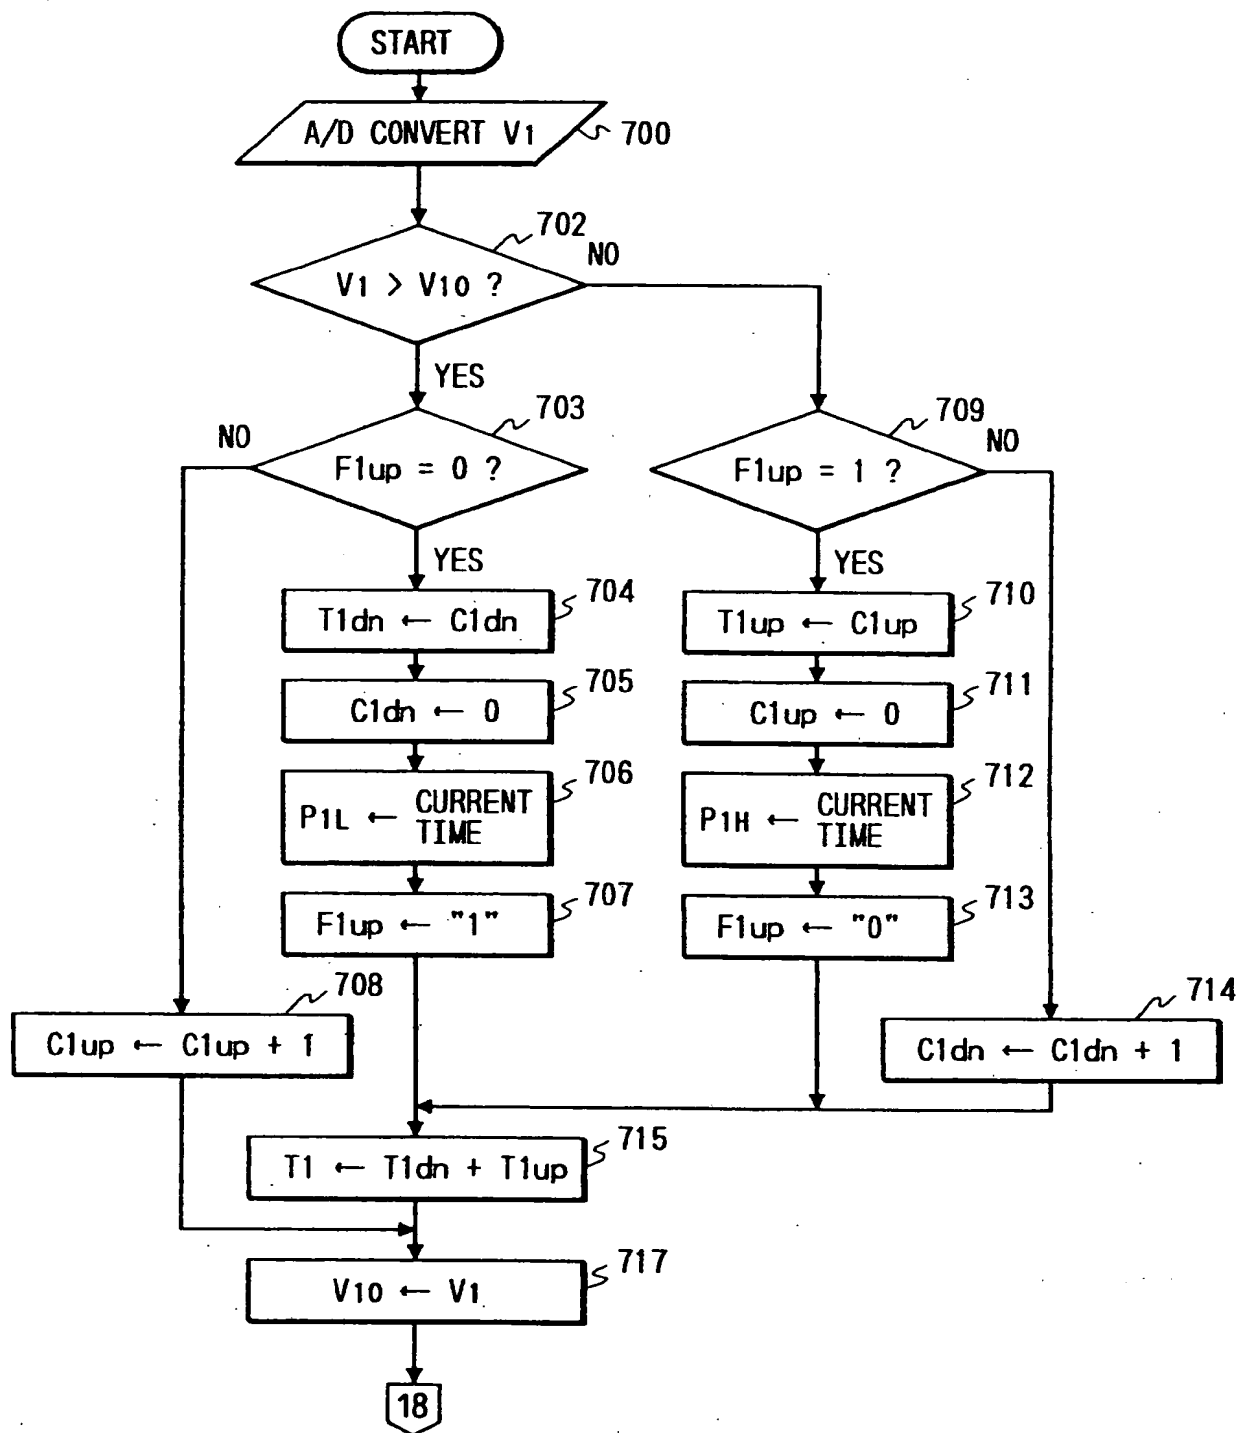 START
A/D CONVERT V1
700
702
V1 > V10 ?
NO
YES
703
NO
F1up = 0 ?
YES
709
F1up = 1 ?
NO
YES
704
T1dn ← C1dn
710
T1up ← C1up
705
C1dn ← 0
711
C1up ← 0
706
P1L ← CURRENT
TIME
712
P1H ← CURRENT
TIME
707
F1up ← "1"
713
F1up ← "0"
708
C1up ← C1up + 1
714
C1dn ← C1dn + 1
715
T1 ← T1dn + T1up
717
V10 ← V1
18